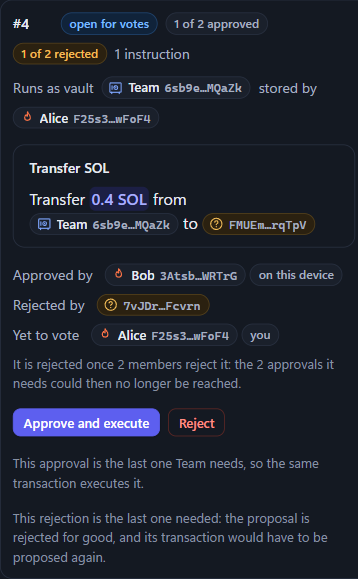 #4 open for votes 1 of 2 approved
1 of 2 rejected 1 instruction
Runs as vault Team 6sb9e…MQaZk stored by
Alice F25s3…wFoF4
Transfer SOL
Transfer 0.4 SOL from
Team 6sb9e…MQaZk to FMUEm…rqTpV
Approved by Bob 3Atsb…WRTrG on this device
Rejected by 7vJDr…Fcvrn
Yet to vote Alice F25s3…wFoF4 you
It is rejected once 2 members reject it: the 2 approvals it
needs could then no longer be reached.
Approve and execute Reject
This approval is the last one Team needs, so the same
transaction executes it.
This rejection is the last one needed: the proposal is
rejected for good, and its transaction would have to be
proposed again.